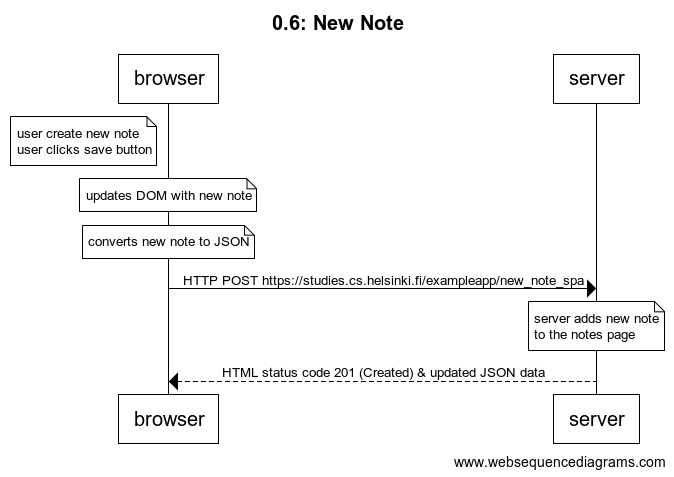 0.6: New Note
browser
server
user create new note
user clicks save button
updates DOM with new note
converts new note to JSON
HTTP POST https://studies.cs.helsinki.fi/exampleapp/new_note_spa
server adds new note
to the notes page
HTML status code 201 (Created) & updated JSON data
browser
server
www.websequencediagrams.com